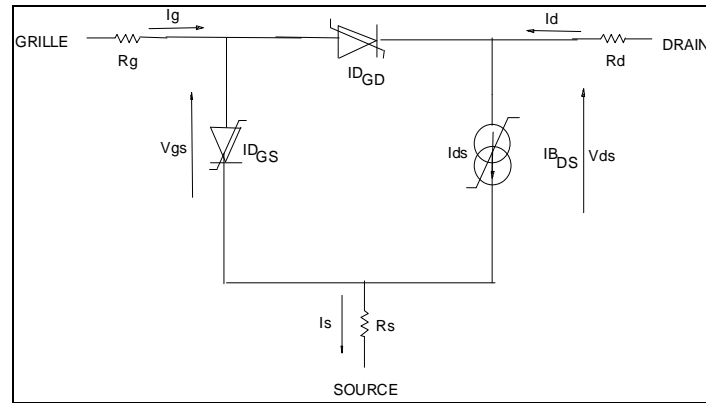 Ig
Id
GRILLE
Rg
ID GD
Rd
DRAIN
Vgs
ID GS
Ids
IB DS
Vds
Is
Rs
SOURCE